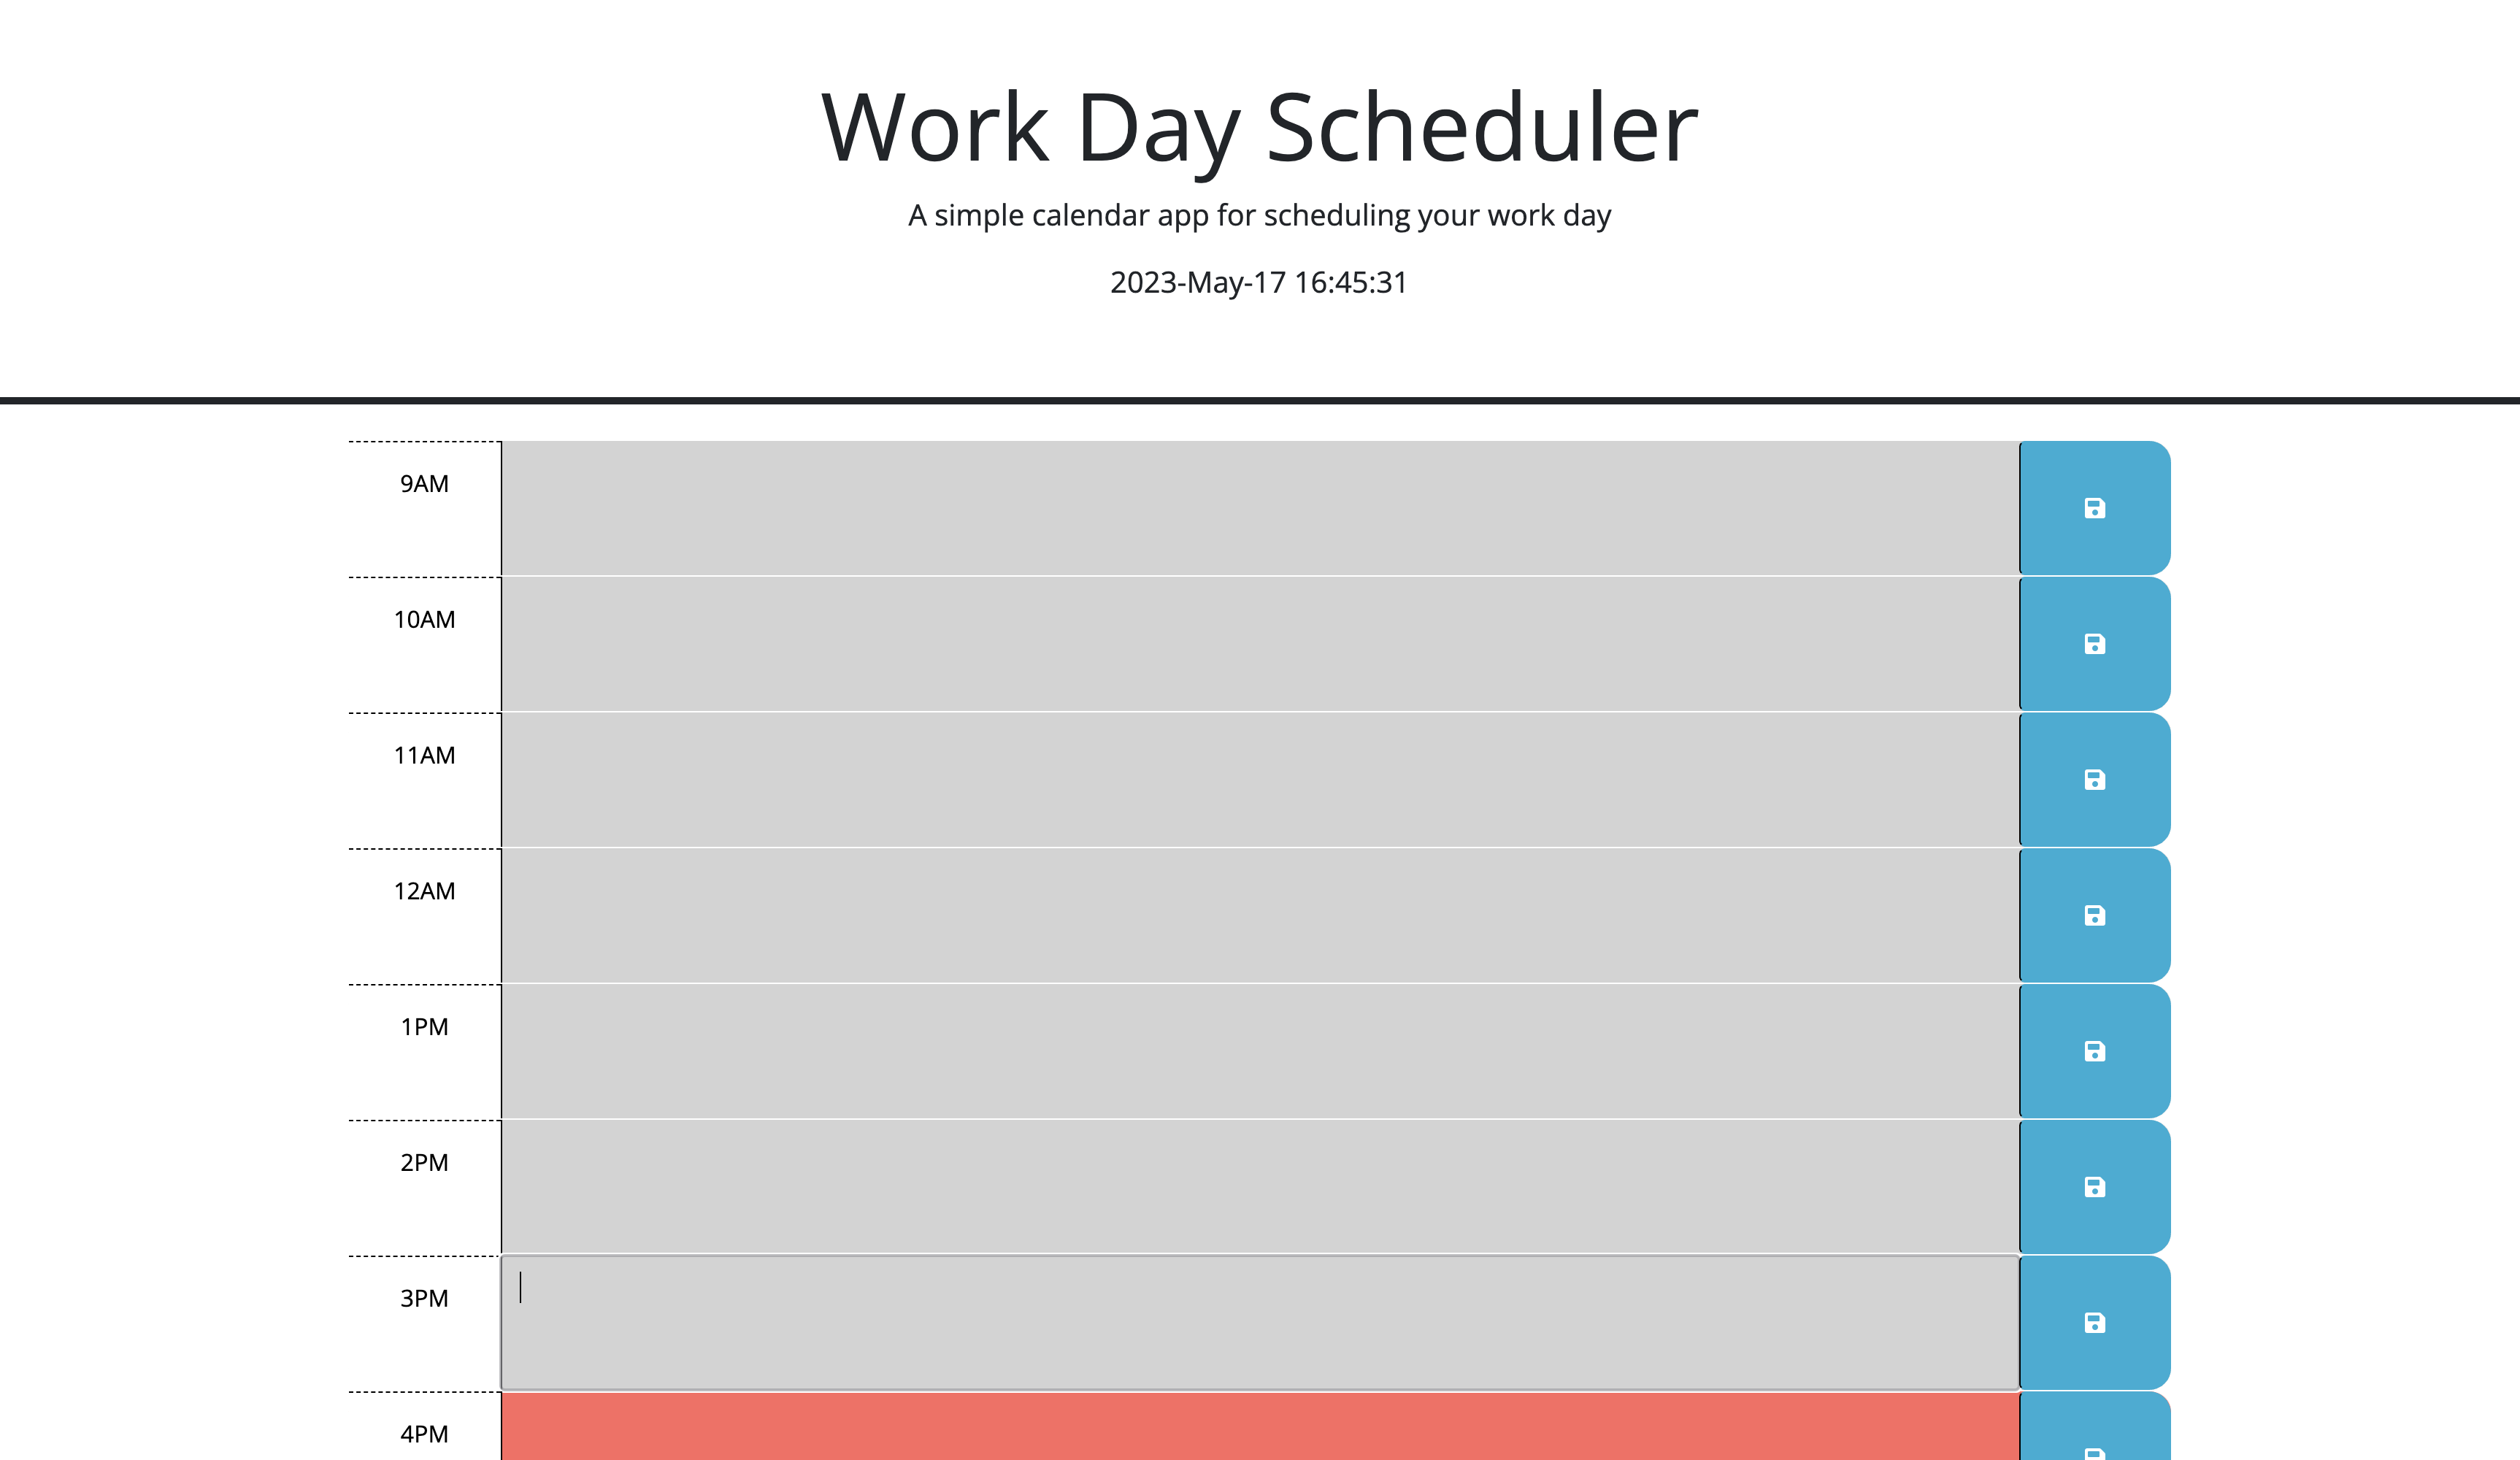 Work Day Scheduler
A simple calendar app for scheduling your work day
2023-May-17 16:45:31
9AM
10AM
11AM
12AM
1PM
2PM
3PM
4PM